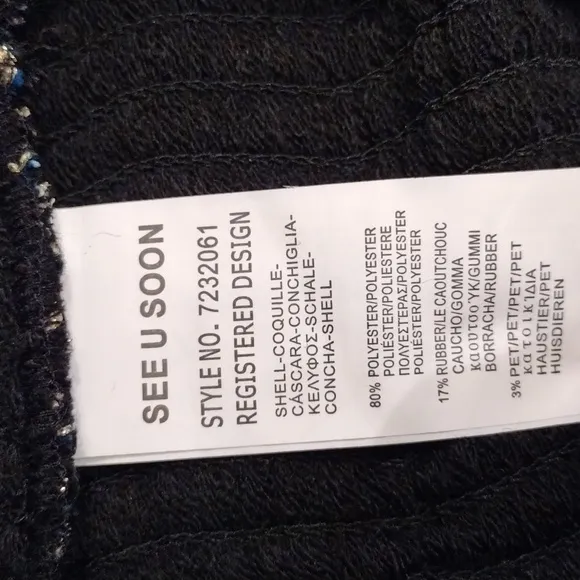 SEE U SOON
STYLE NO. 7232061
REGISTERED DESIGN
SHELL-COQUILLE-
CÁSCARA-CONCHIGLIA-
ΚΕΛΥΦΟΣ-SCHALE-
CONCHA-SHELL
80% POLYESTER/POLYESTER
POLIÉSTER/POLIESTERE
ΠΟΛΥΕΣΤΕΡΑΣ/POLYESTER
POLIÉSTER/POLYESTER
17% RUBBER/LE CAOUTCHOUC
CAUCHO/GOMMA
καουτσούΥΚ/GUMMI
BORRACHA/RUBBER
3% PET/PET/PET/PET
κατοικΙΔΙΑ
HAUSTIER/PET
HUISDIEREN